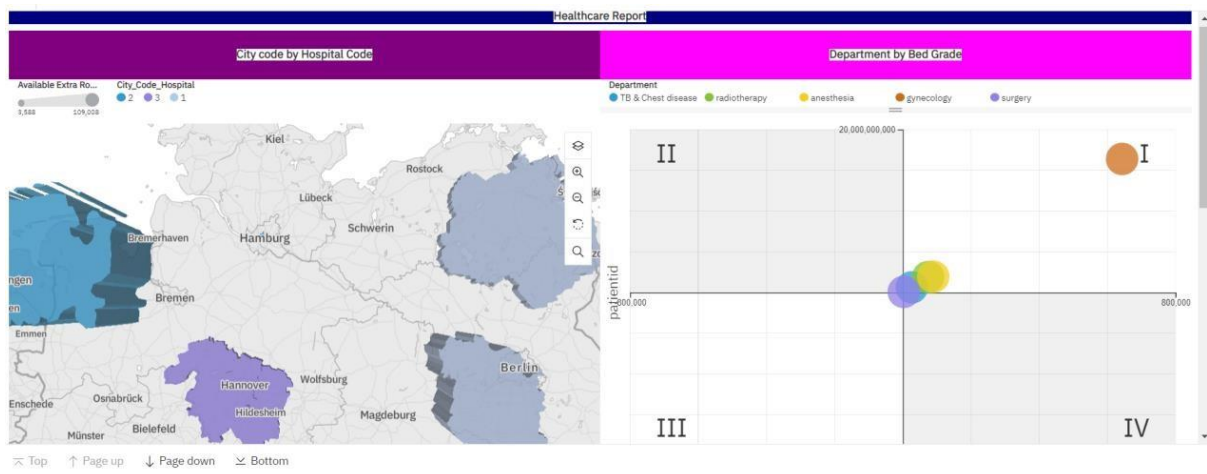 Healthcare Report
City code by Hospital Code
Department by Bed Grade
Available Extra Ro...
City_Code_Hospital
3,588
109,008
2
3
1
Department
TB & Chest disease
radiotherapy
anesthesia
gynecology
surgery
Kiel
Rostock
Lübeck
Schwerin
Hamburg
Bremerhaven
ngen
Bremen
en
Emmen
Berlin
Hannover
Wolfsburg
Enschede
Osnabrück
Hildesheim
Magdeburg
Münster
Bielefeld
20,000,000,000
II
I
patientid
800,000
800,000
III
IV
Top
Page up
Page down
Bottom